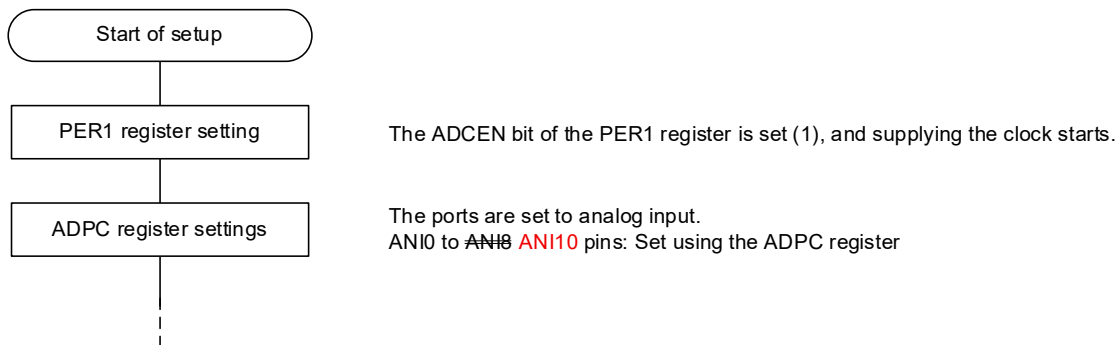 Start of setup
PER1 register setting
The ADCEN bit of the PER1 register is set (1), and supplying the clock starts.
ADPC register settings
The ports are set to analog input.
ANI0 to ANI8 ANI10 pins: Set using the ADPC register